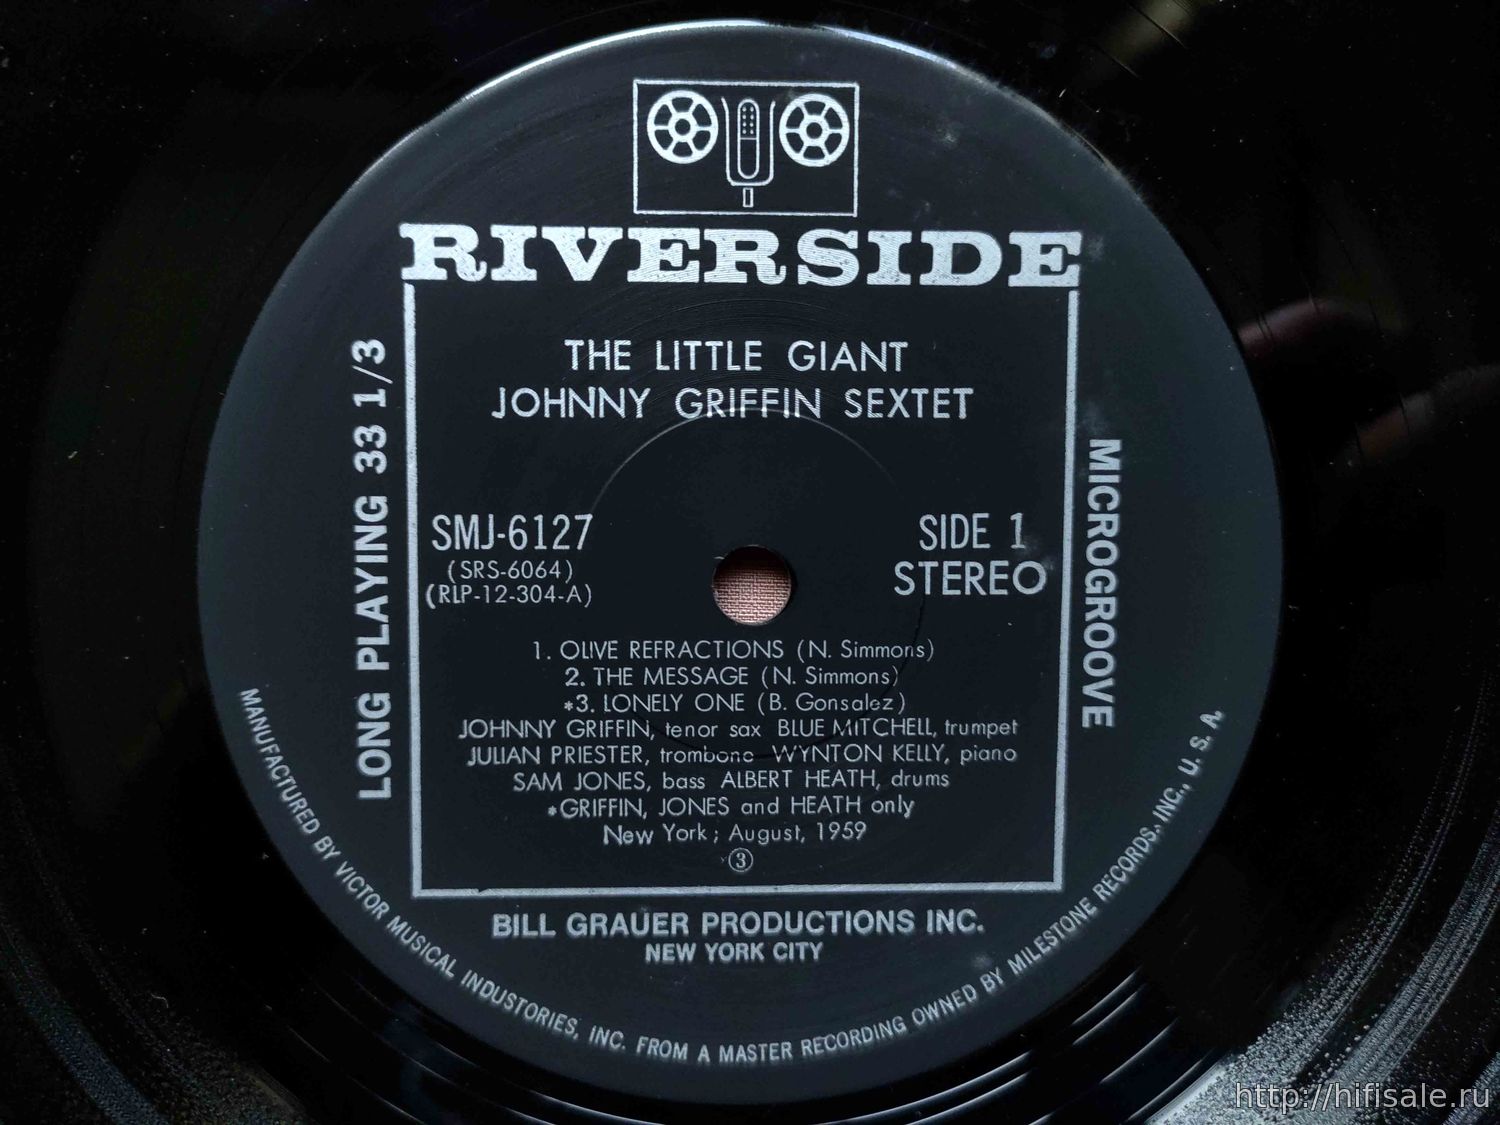 RIVERSIDE
THE LITTLE GIANT
JOHNNY GRIFFIN SEXTET
LONG PLAYING 33 1/3
MICROGROOVE
SMJ-6127
(SRS-6064)
(RLP-12-304-A)
SIDE 1
STEREO
1. OLIVE REFRACTIONS (N. Simmons)
2. THE MESSAGE (N. Simmons)
*3. LONELY ONE (B. Gonsalez)
JOHNNY GRIFFIN, tenor sax BLUE MITCHELL, trumpet
JULIAN PRIESTER, trombone WYNTON KELLY, piano
SAM JONES, bass ALBERT HEATH, drums
*GRIFFIN, JONES and HEATH only
New York; August, 1959
3
BILL GRAUER PRODUCTIONS INC.
NEW YORK CITY
MANUFACTURED BY VICTOR MUSICAL INDUSTORIES, INC. FROM A MASTER RECORDING OWNED BY MILESTONE RECORDS, INC., U. S. A.
http://hifisale.ru